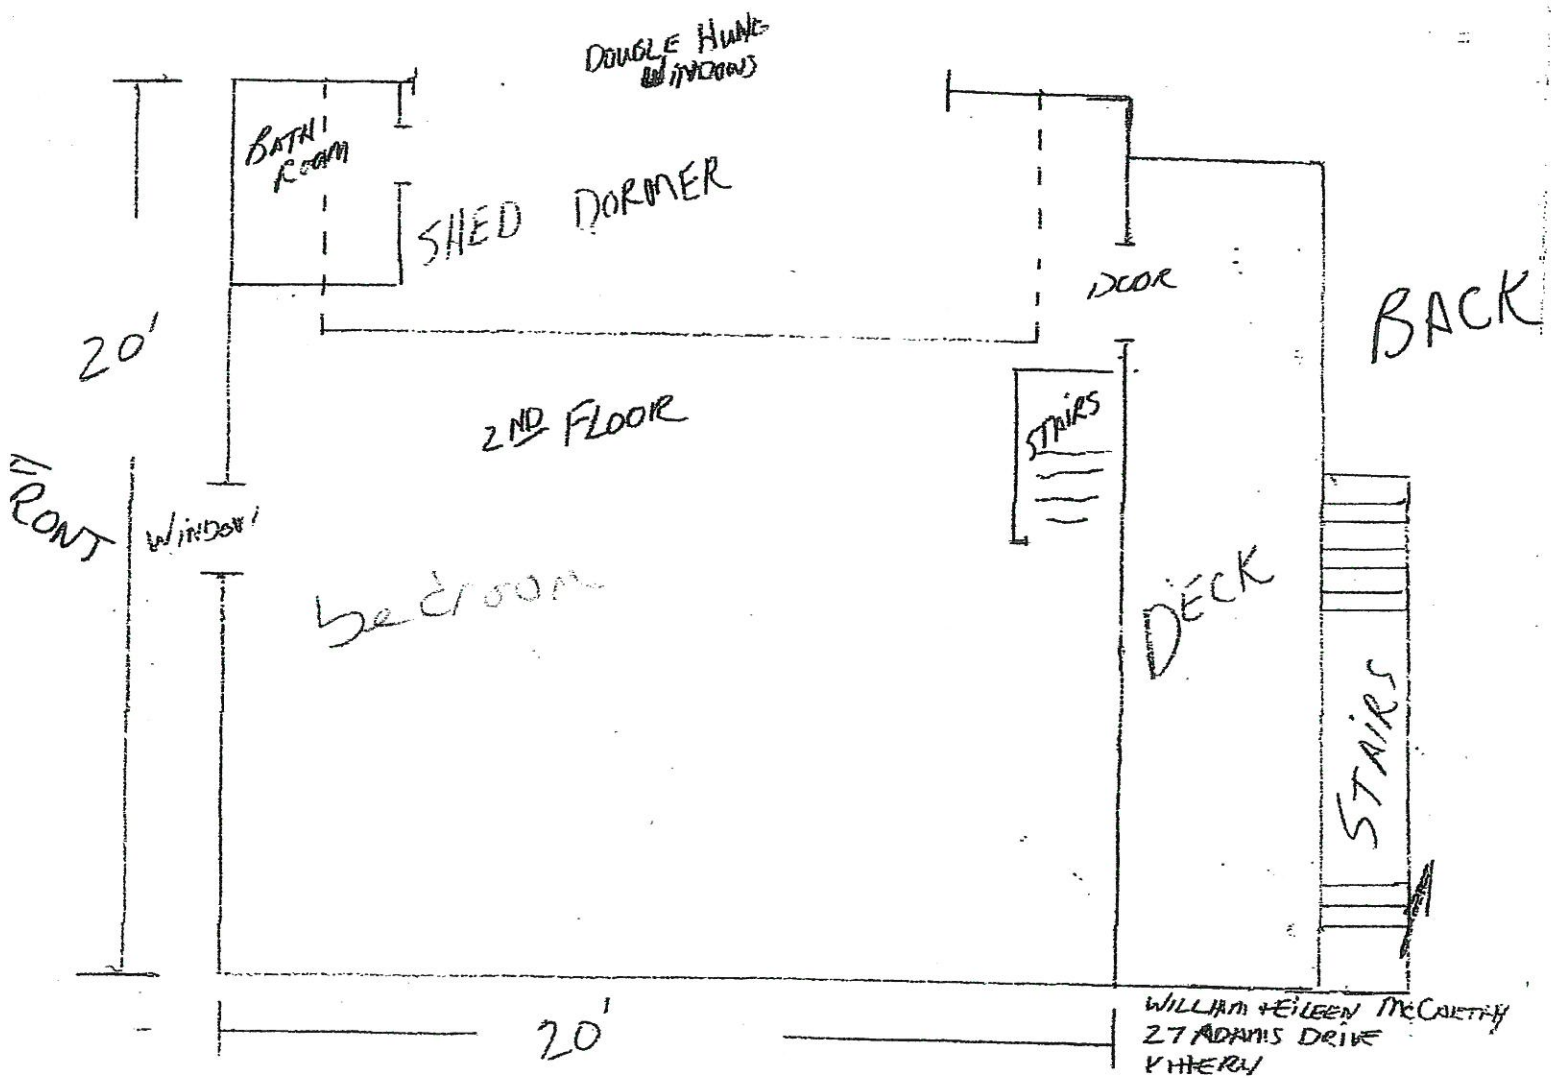 DOUBLE HUNG
WINDOWS
BATH
ROOM
SHED DORMER
DOOR
BACK
20'
2ND FLOOR
STAIRS
FRONT
WINDOW
bedroom
DECK
STAIRS
20'
WILLIAM + EILEEN McCARTHY
27 ADAMS DRIVE
KITTERY